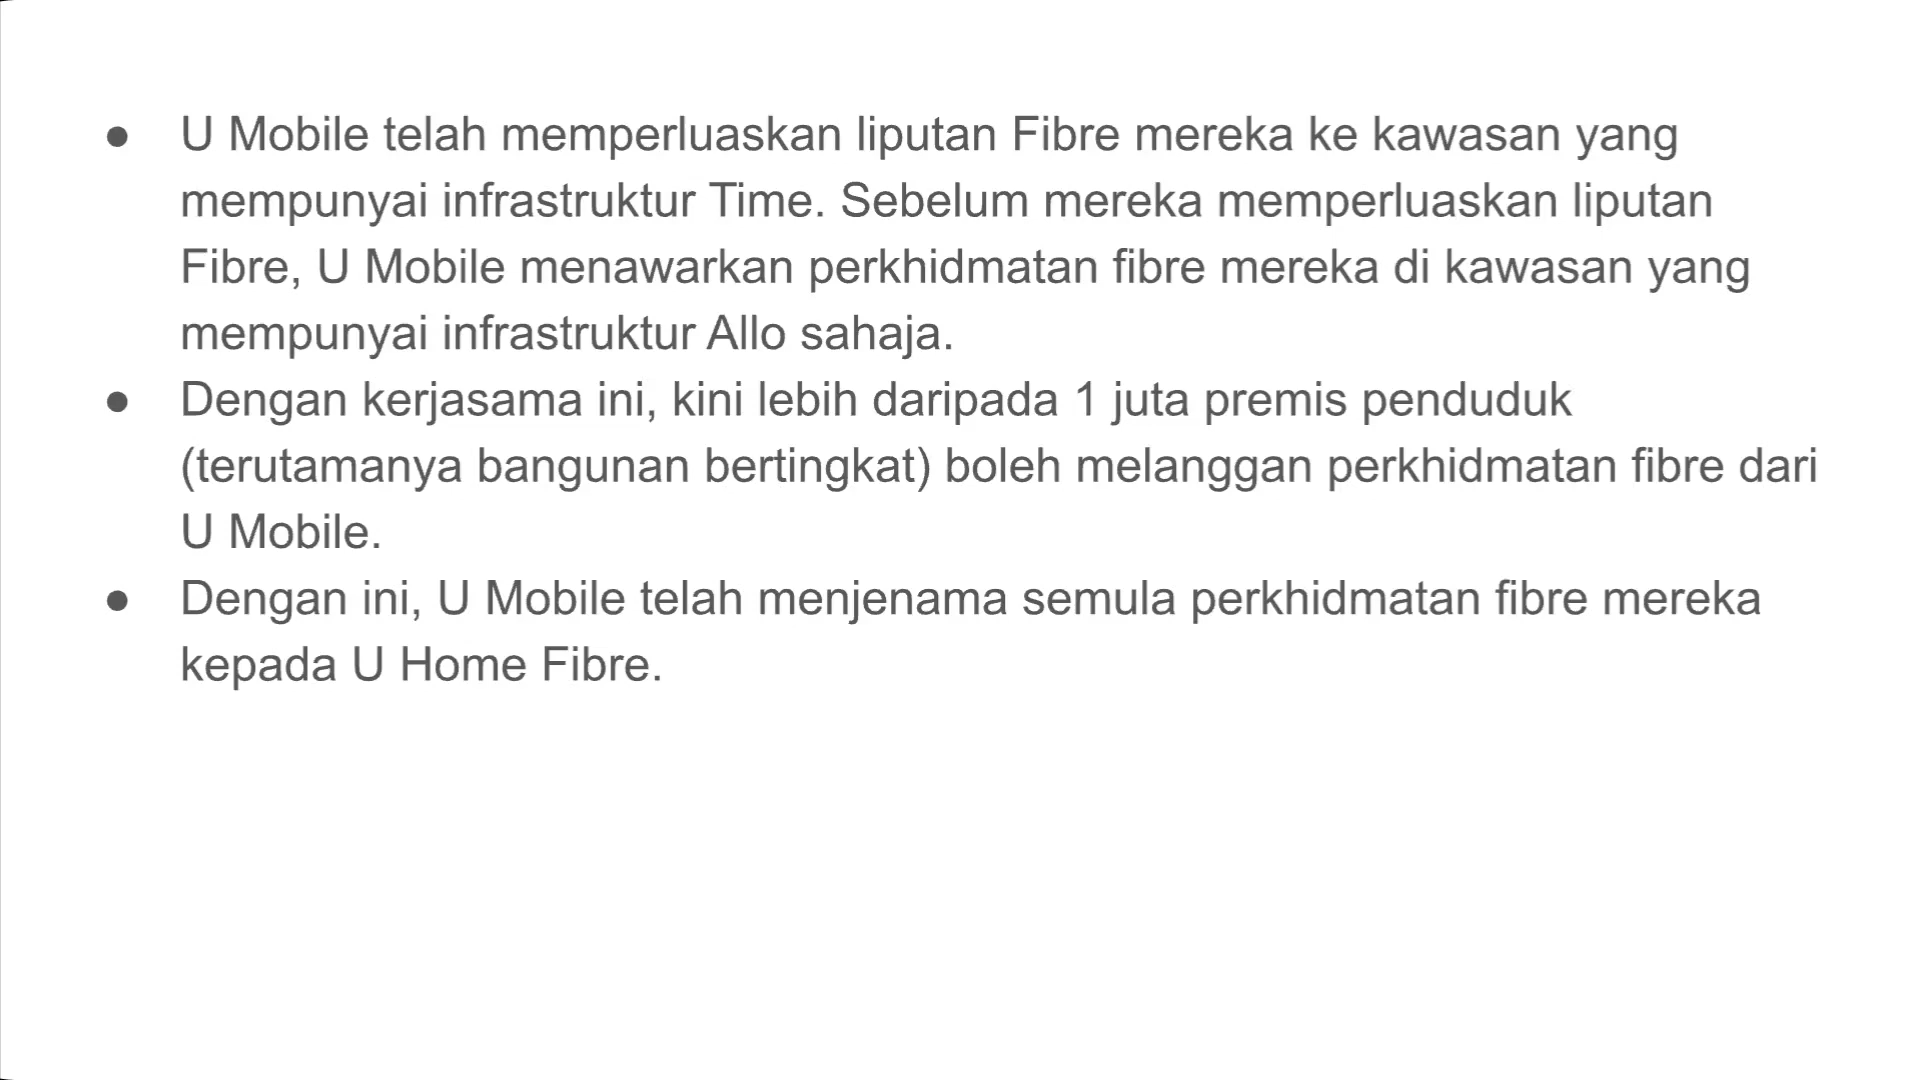 ● U Mobile telah memperluaskan liputan Fibre mereka ke kawasan yang
mempunyai infrastruktur Time. Sebelum mereka memperluaskan liputan
Fibre, U Mobile menawarkan perkhidmatan fibre mereka di kawasan yang
mempunyai infrastruktur Allo sahaja.
● Dengan kerjasama ini, kini lebih daripada 1 juta premis penduduk
(terutamanya bangunan bertingkat) boleh melanggan perkhidmatan fibre dari
U Mobile.
● Dengan ini, U Mobile telah menjenama semula perkhidmatan fibre mereka
kepada U Home Fibre.